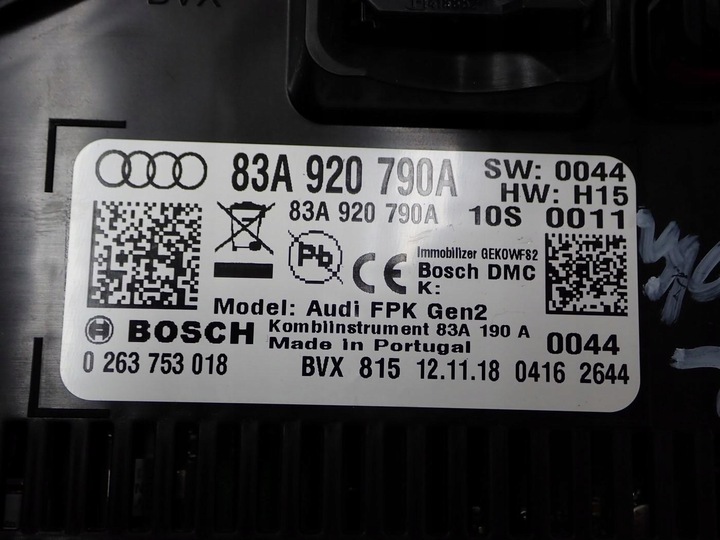 BVX
83A 920 790A SW: 0044
HW: H15
83A 920 790A 10S 0011
Pb
CE
Immobilizer GEKOWFS2
Bosch DMC
K:
Model: Audi FPK Gen2
BOSCH Kombiinstrument 83A 190 A
Made in Portugal 0044
0 263 753 018 BVX 815 12.11.18 0416 2644